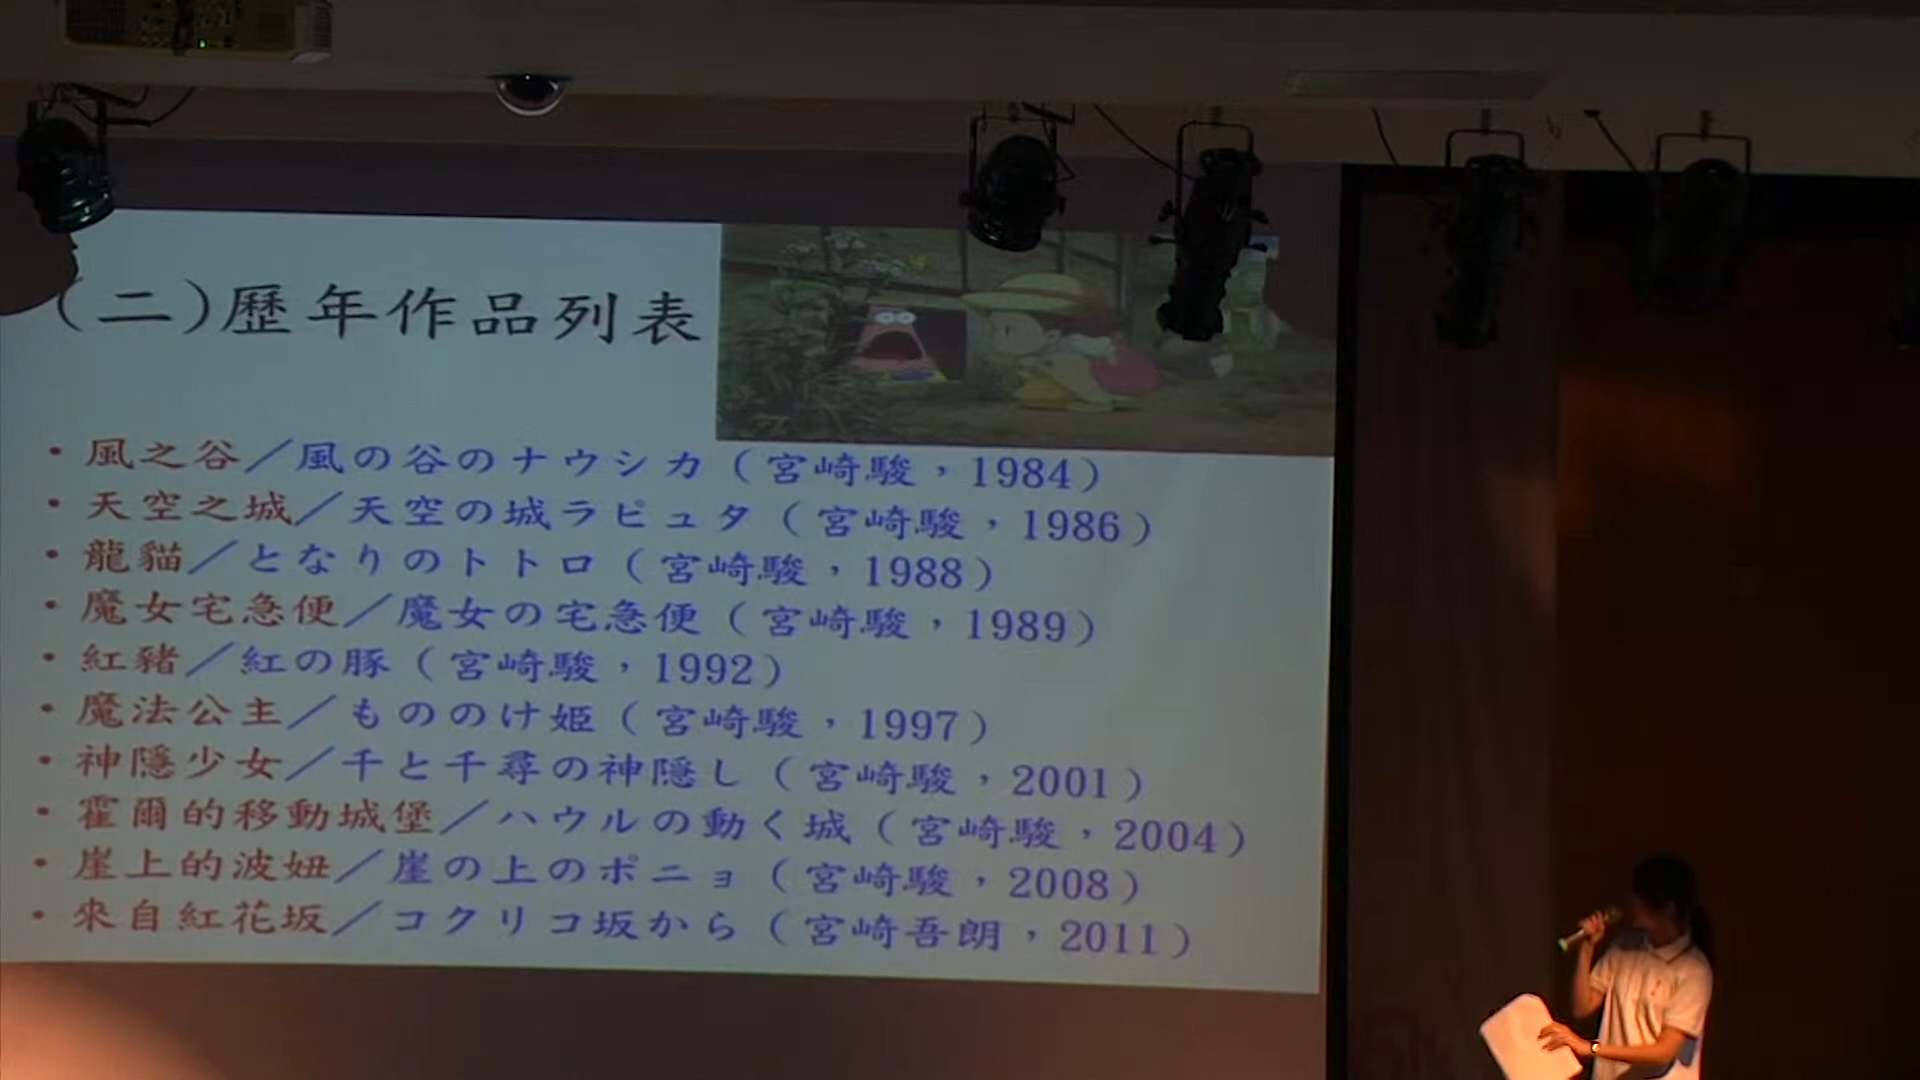 (二)歷年作品列表
• 風之谷／風の谷のナウシカ（宮崎駿，1984）
• 天空之城／天空の城ラピュタ（宮崎駿，1986）
• 龍貓／となりのトトロ（宮崎駿，1988）
• 魔女宅急便／魔女の宅急便（宮崎駿，1989）
• 紅豬／紅の豚（宮崎駿，1992）
• 魔法公主／もののけ姫（宮崎駿，1997）
• 神隱少女／千と千尋の神隱し（宮崎駿，2001）
• 霍爾的移動城堡／ハウルの動く城（宮崎駿，2004）
• 崖上的波妞／崖の上のポニョ（宮崎駿，2008）
• 來自紅花坂／コクリコ坂から（宮崎吾朗，2011）